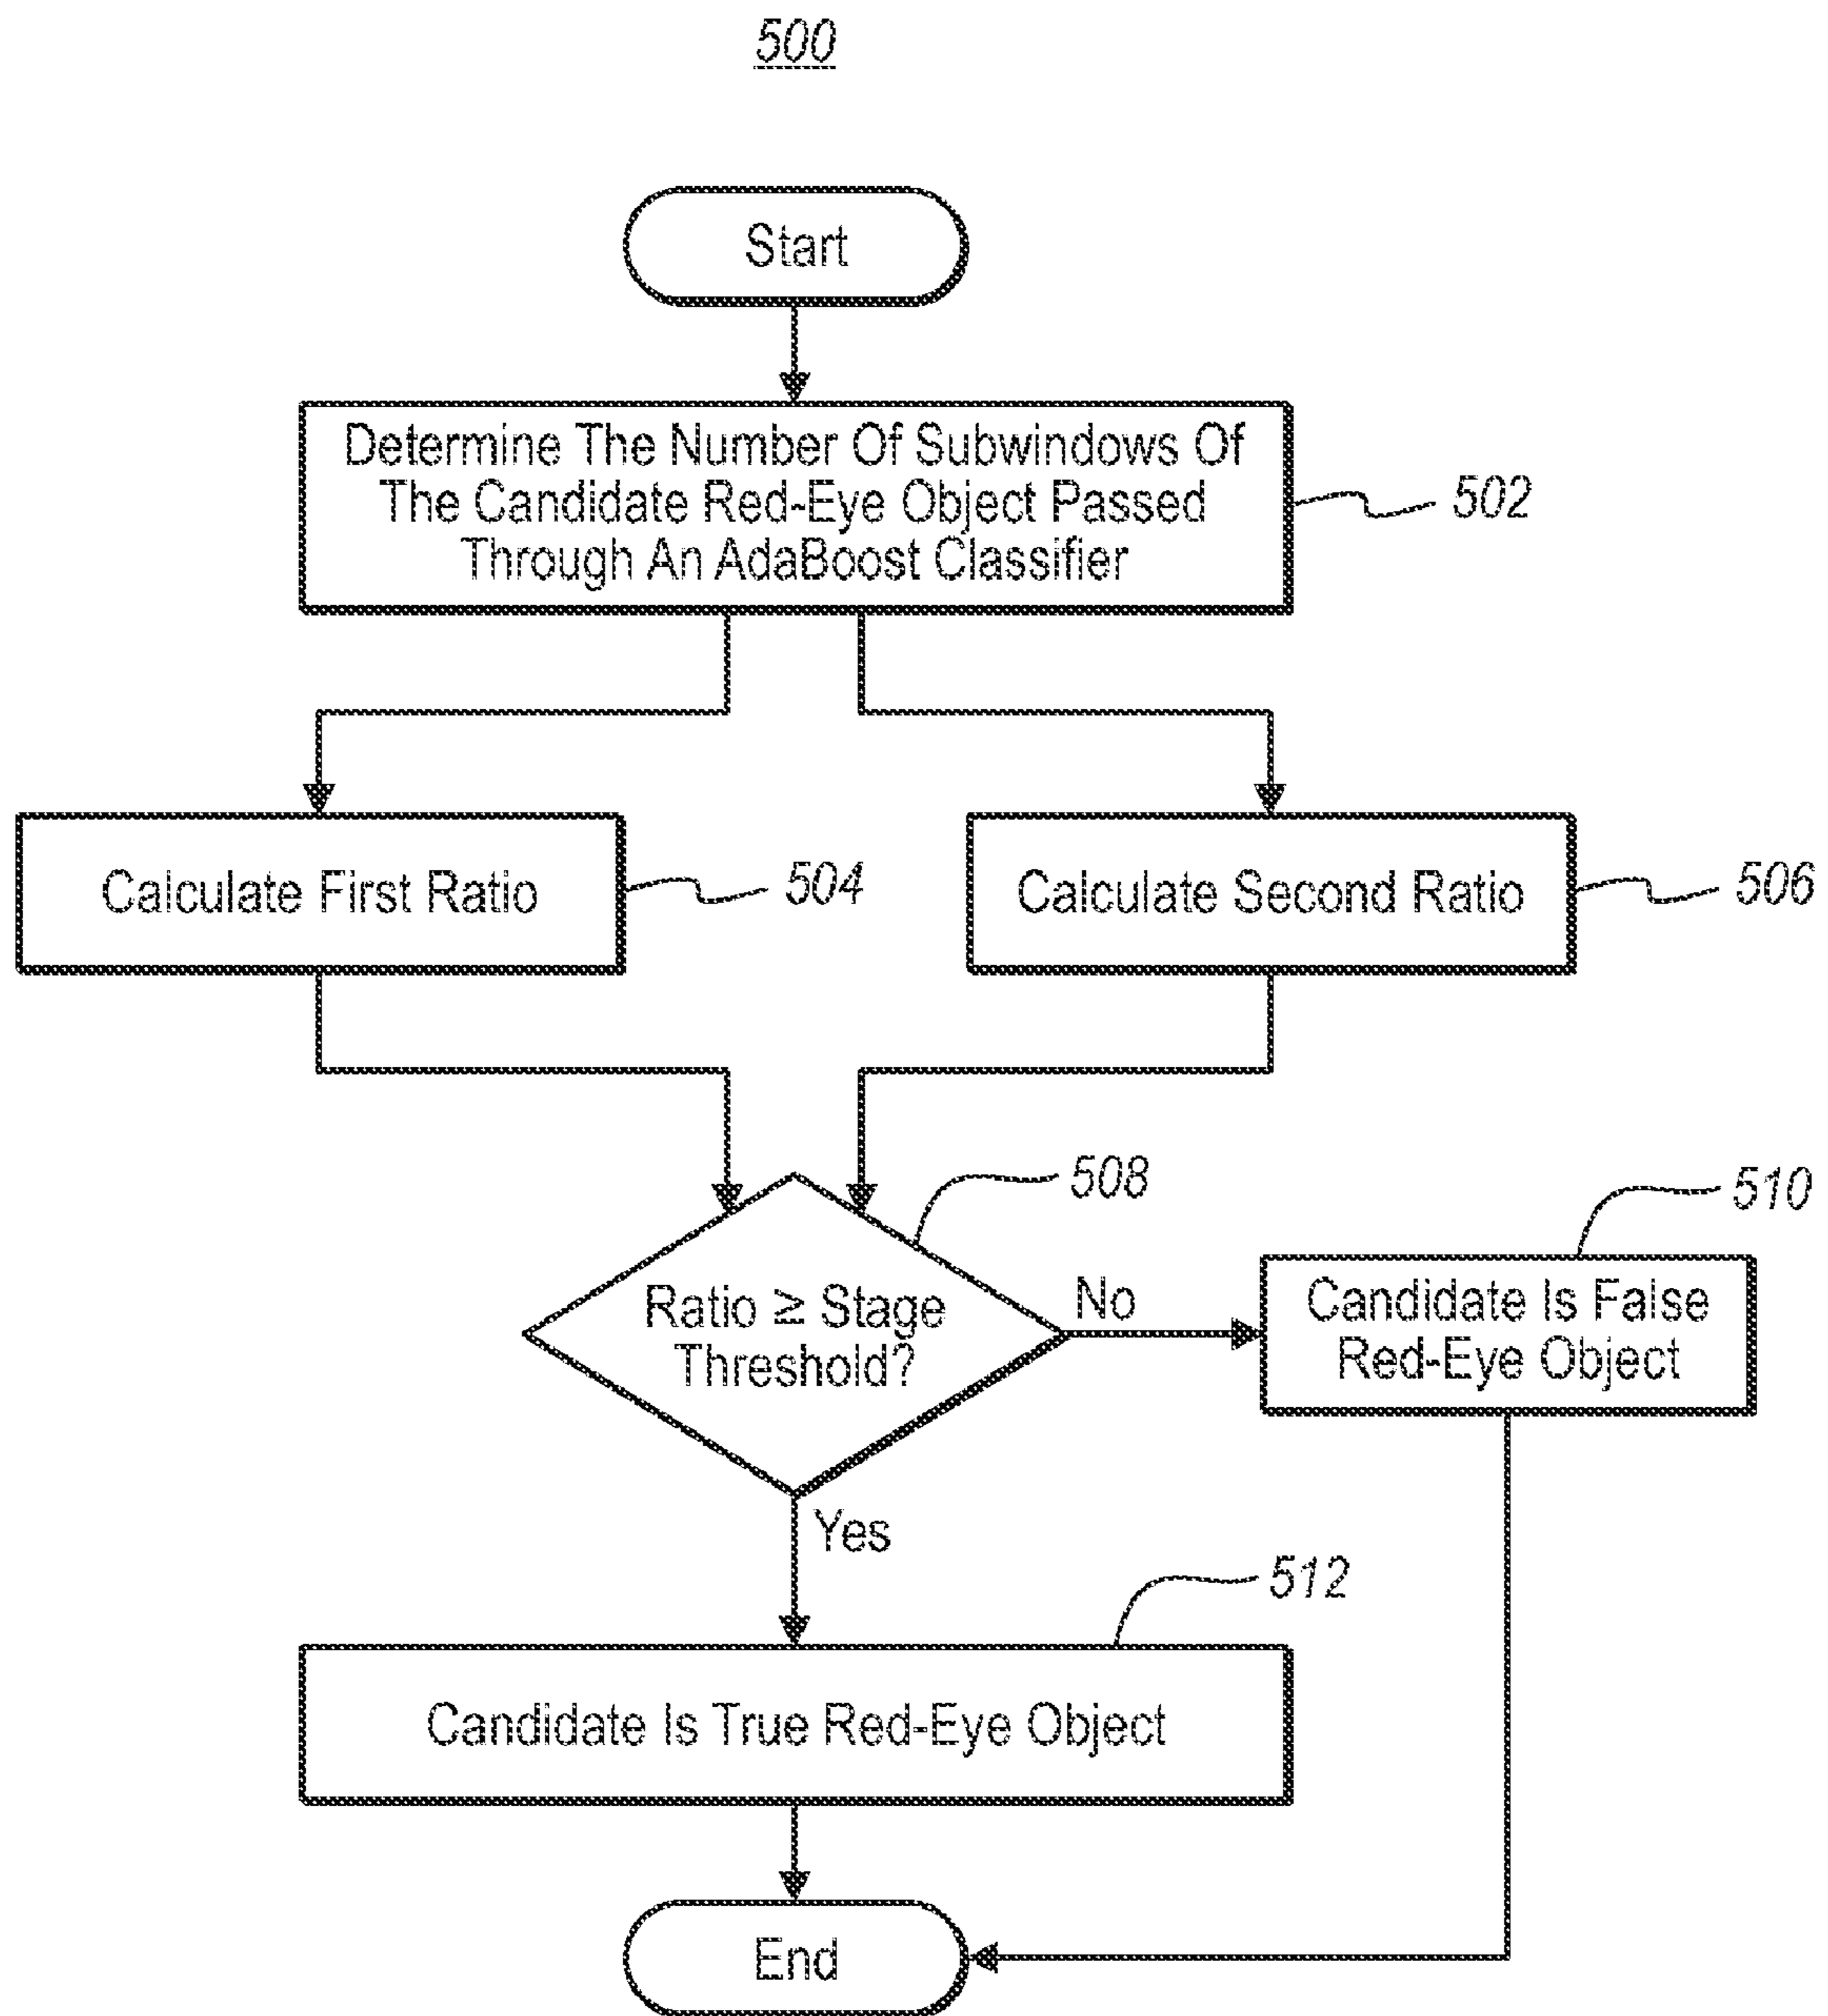 500
Start
Determine The Number Of Subwindows Of
The Candidate Red-Eye Object Passed
Through An AdaBoost Classifier
502
Calculate First Ratio
504
Calculate Second Ratio
506
508
Ratio ≥ Stage
Threshold?
No
510
Candidate Is False
Red-Eye Object
Yes
512
Candidate Is True Red-Eye Object
End